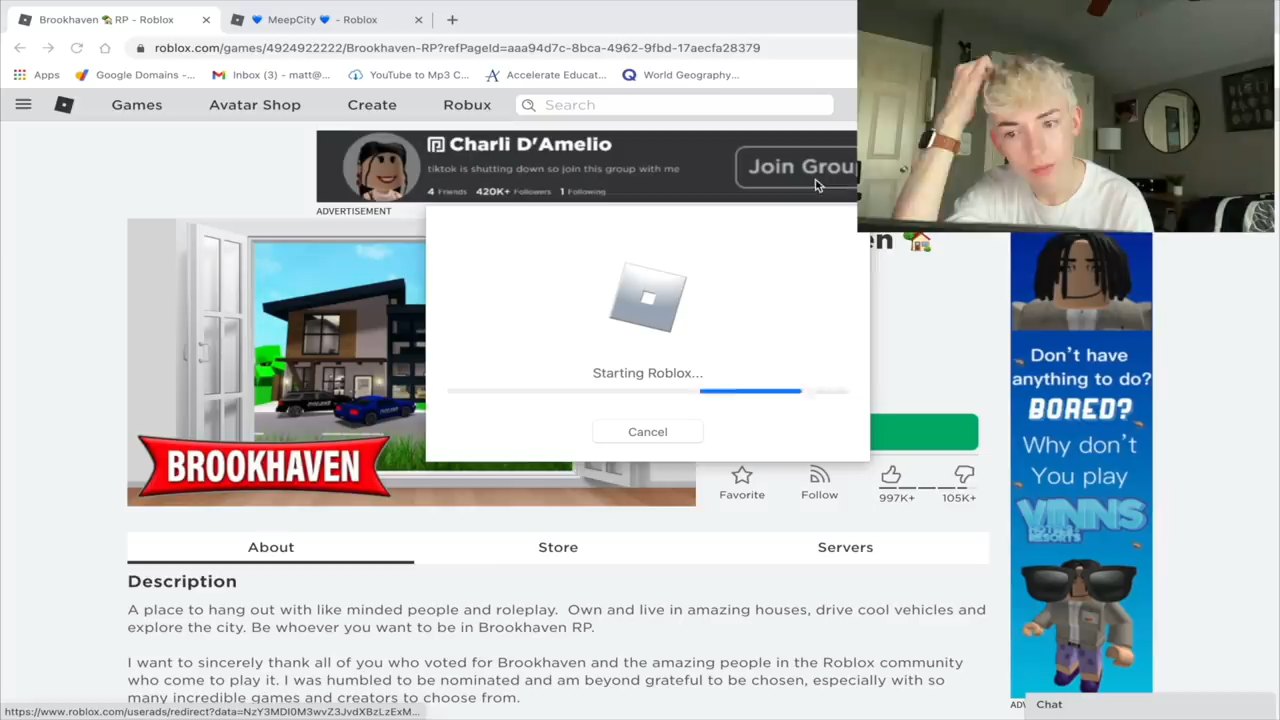 Brookhaven 🏡 RP - Roblox
💙 MeepCity 💙 - Roblox
roblox.com/games/4924922222/Brookhaven-RP?refPageId=aaa94d7c-8bca-4962-9fbd-17aecfa28379
Apps Google Domains -... Inbox (3) - matt@... YouTube to Mp3 C... Accelerate Educat... World Geography...
Games Avatar Shop Create Robux Search
Charli D'Amelio
tiktok is shutting down so join this group with me
4 Friends 420K+ Followers 1 Following
Join Grou
ADVERTISEMENT
en 🏡
Starting Roblox...
Cancel
BROOKHAVEN
Favorite Follow 997K+ 105K+
Don't have
anything to do?
BORED?
Why don't
You play
VINNS
HOTEL &
RESORTS
About Store Servers
Description
A place to hang out with like minded people and roleplay. Own and live in amazing houses, drive cool vehicles and
explore the city. Be whoever you want to be in Brookhaven RP.
I want to sincerely thank all of you who voted for Brookhaven and the amazing people in the Roblox community
who come to play it. I was humbled to be nominated and am beyond grateful to be chosen, especially with so
many incredible games and creators to choose from.
ADV
Chat